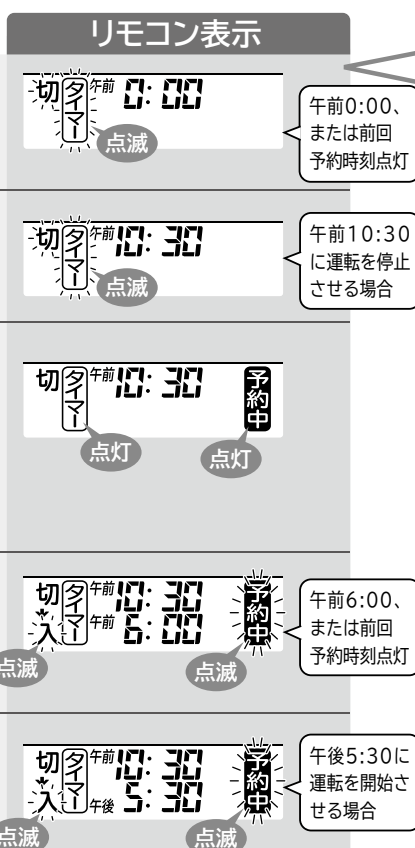 リモコン表示
切 タイマー 午前 0:00
点滅
午前0:00、
または前回
予約時刻点灯
切 タイマー 午前 10:30
点滅
午前10:30
に運転を停止
させる場合
切 タイマー 午前 10:30 予約中
点灯 点灯
切 タイマー 午前 10:30 予約中
入 午前 6:00
点滅 点滅
午前6:00、
または前回
予約時刻点灯
切 タイマー 午前 10:30 予約中
入 午後 5:30
点滅 点滅
午後5:30に
運転を開始さ
せる場合